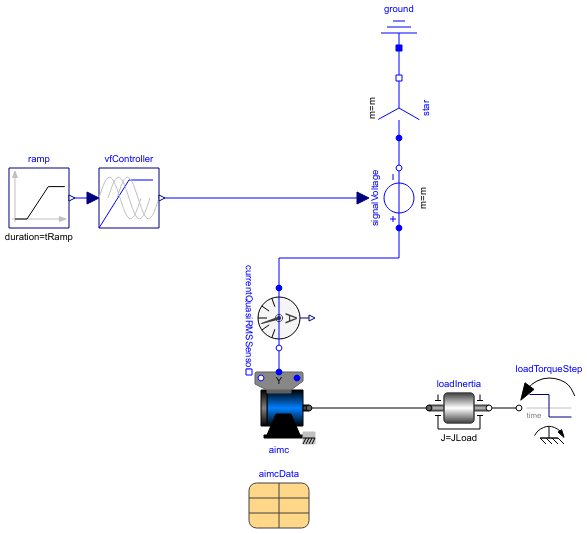 ground
m=m
star
ramp
vfController
duration=tRamp
signalVoltage
m=m
currentQuasiRMSSensor
A
Y
aimc
loadInertia
J=JLoad
loadTorqueStep
time
aimcData